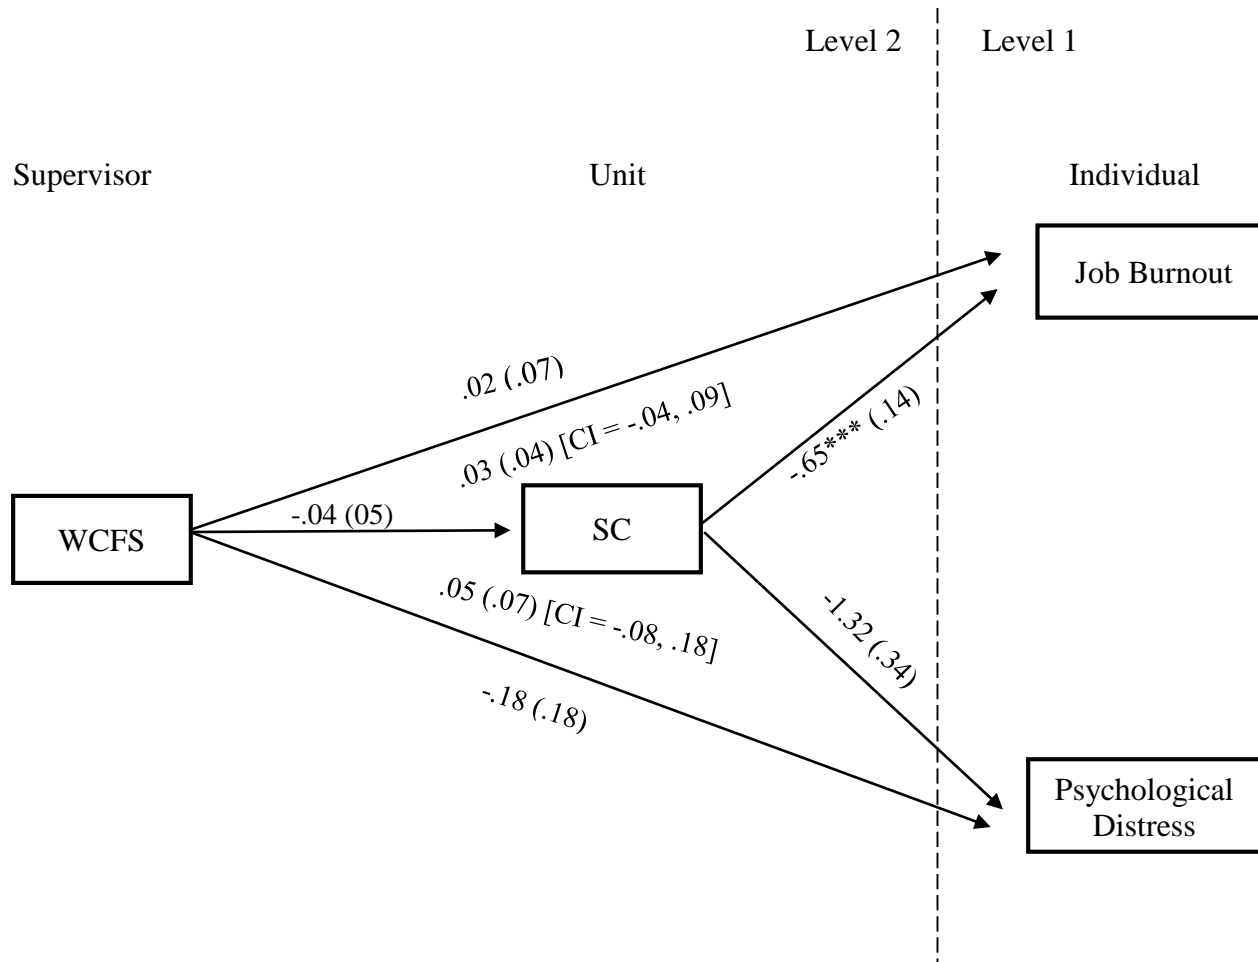 Level 2
Level 1
Supervisor
Unit
Individual
Job Burnout
.02 (.07)
.03 (.04) [CI = -.04, .09]
-.65*** (.14)
WCFS
-.04 (05)
SC
.05 (.07) [CI = -.08, .18]
-1.32 (.34)
-.18 (.18)
Psychological
Distress